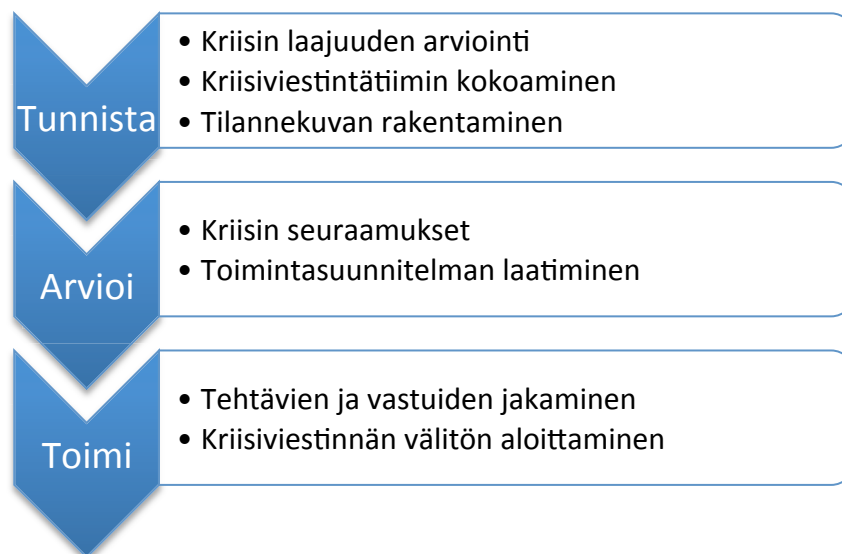 Tunnista
• Kriisin laajuuden arviointi
• Kriisiviestintätiimin kokoaminen
• Tilannekuvan rakentaminen
Arvioi
• Kriisin seuraamukset
• Toimintasuunnitelman laatiminen
Toimi
• Tehtävien ja vastuiden jakaminen
• Kriisiviestinnän välitön aloittaminen